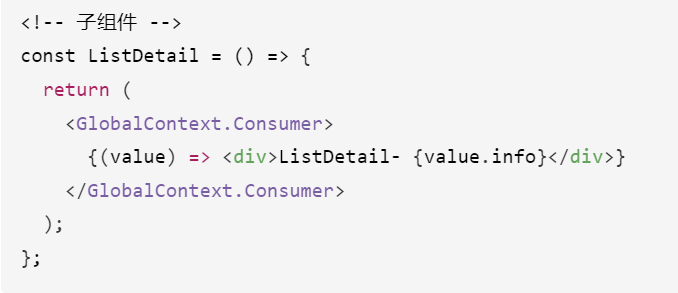 <!-- 子组件 -->
const ListDetail = () => {
  return (
    <GlobalContext.Consumer>
      {(value) => <div>ListDetail- {value.info}</div>}
    </GlobalContext.Consumer>
  );
};